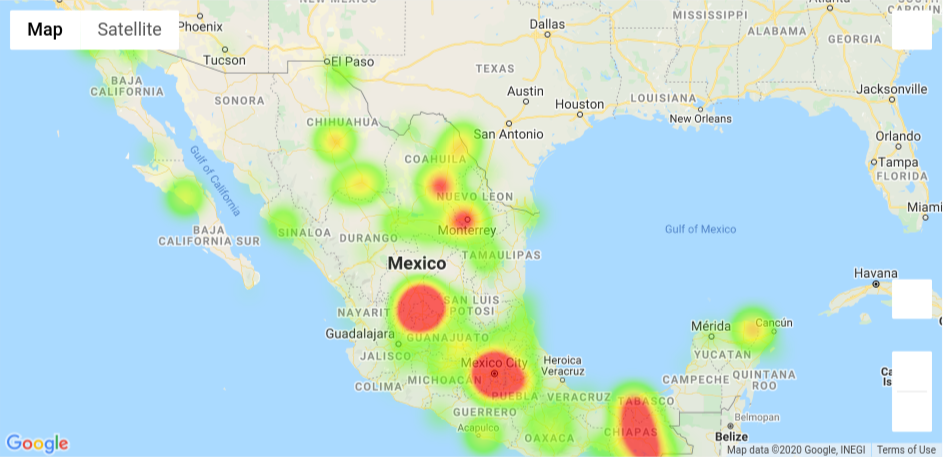 NEW MEXICO
Map
Satellite
Phoenix
Tucson
El Paso
Dallas
MISSISSIPPI
ALABAMA
Atlanta
SOUTH
CAROLINA
GEORGIA
TEXAS
Austin
Houston
San Antonio
LOUISIANA
New Orleans
Jacksonville
Orlando
Tampa
FLORIDA
Miami
BAJA
CALIFORNIA
SONORA
CHIHUAHUA
COAHUILA
Gulf of California
NUEVO LEON
Monterrey
BAJA
CALIFORNIA SUR
SINALOA
DURANGO
TAMAULIPAS
Mexico
Gulf of Mexico
Havana
NAYARIT
SAN LUIS
POTOSI
Guadalajara
GUANAJUATO
JALISCO
Mexico City
Heroica
Veracruz
Mérida
Cancún
YUCATAN
COLIMA
MICHOACÁN
PUEBLA
VERACRUZ
TABASCO
CAMPECHE
QUINTANA
ROO
GUERRERO
Acapulco
OAXACA
CHIAPAS
Belmopan
Belize
Google
Map data ©2020 Google, INEGI
Terms of Use